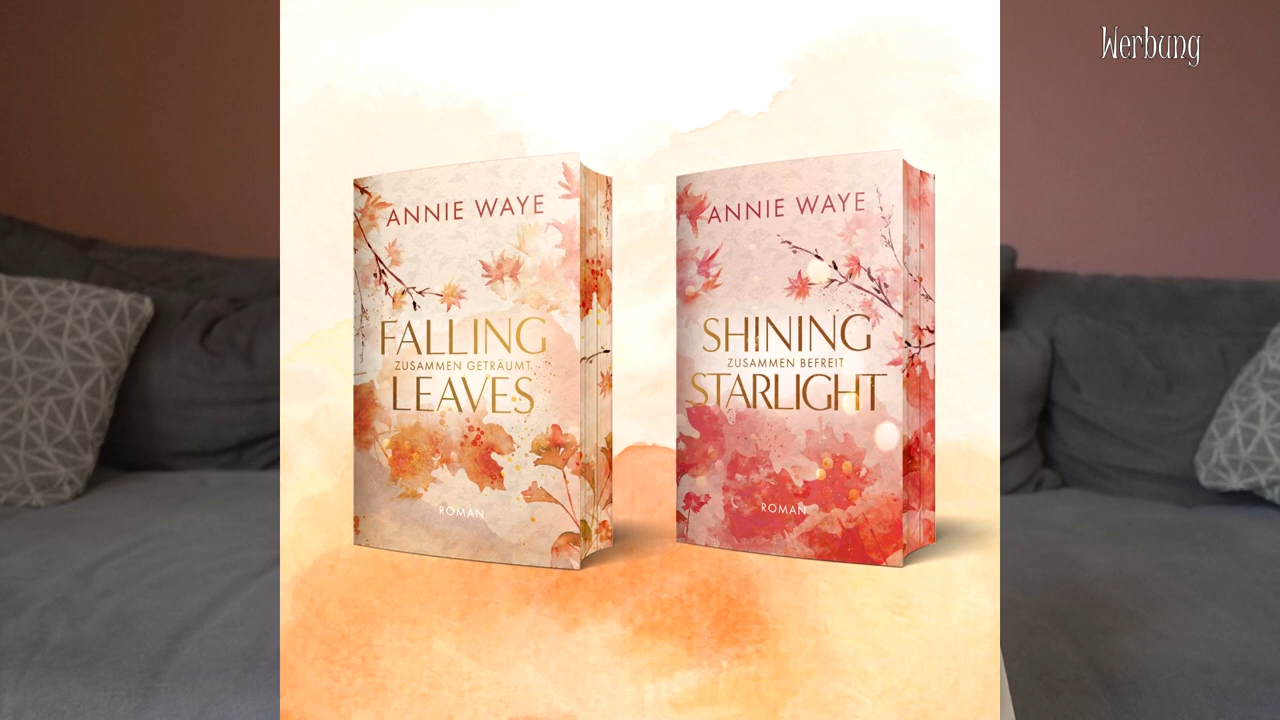 Werbung
ANNIE WAYE
FALLING
ZUSAMMEN GETRÄUMT
LEAVES
ROMAN
ANNIE WAYE
SHINING
ZUSAMMEN BEFREIT
STARLIGHT
ROMAN